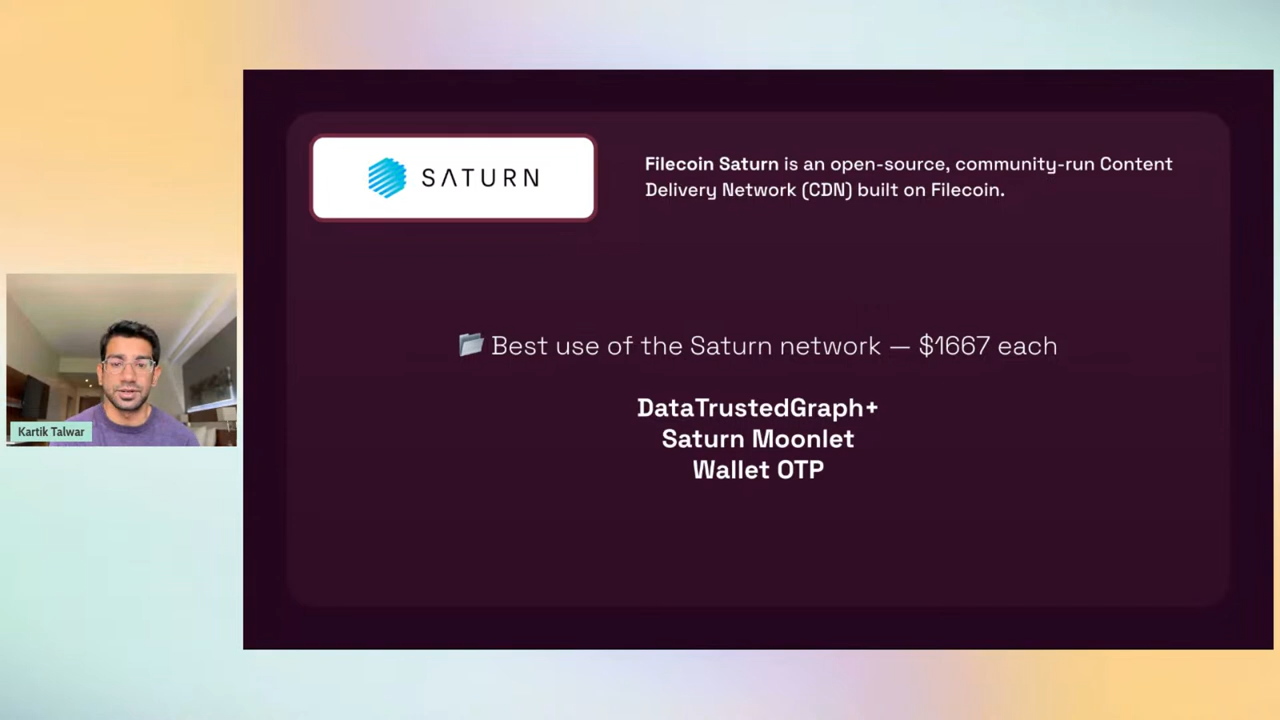 SATURN
Filecoin Saturn is an open-source, community-run Content
Delivery Network (CDN) built on Filecoin.
Best use of the Saturn network — $1667 each
DataTrustedGraph+
Saturn Moonlet
Wallet OTP
Kartik Talwar